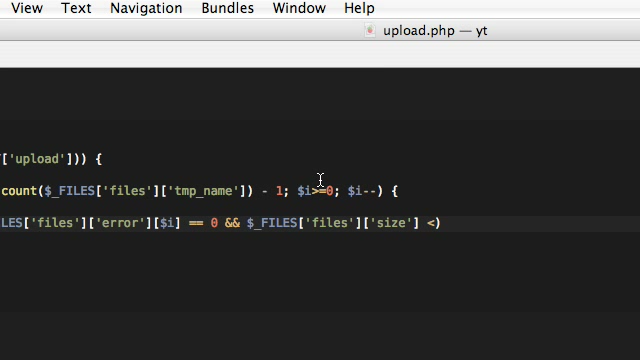 View Text Navigation Bundles Window Help
upload.php — yt
['upload'])) {
count($_FILES['files']['tmp_name']) - 1; $i>=0; $i--) {
LES['files']['error'][$i] == 0 && $_FILES['files']['size'] <)